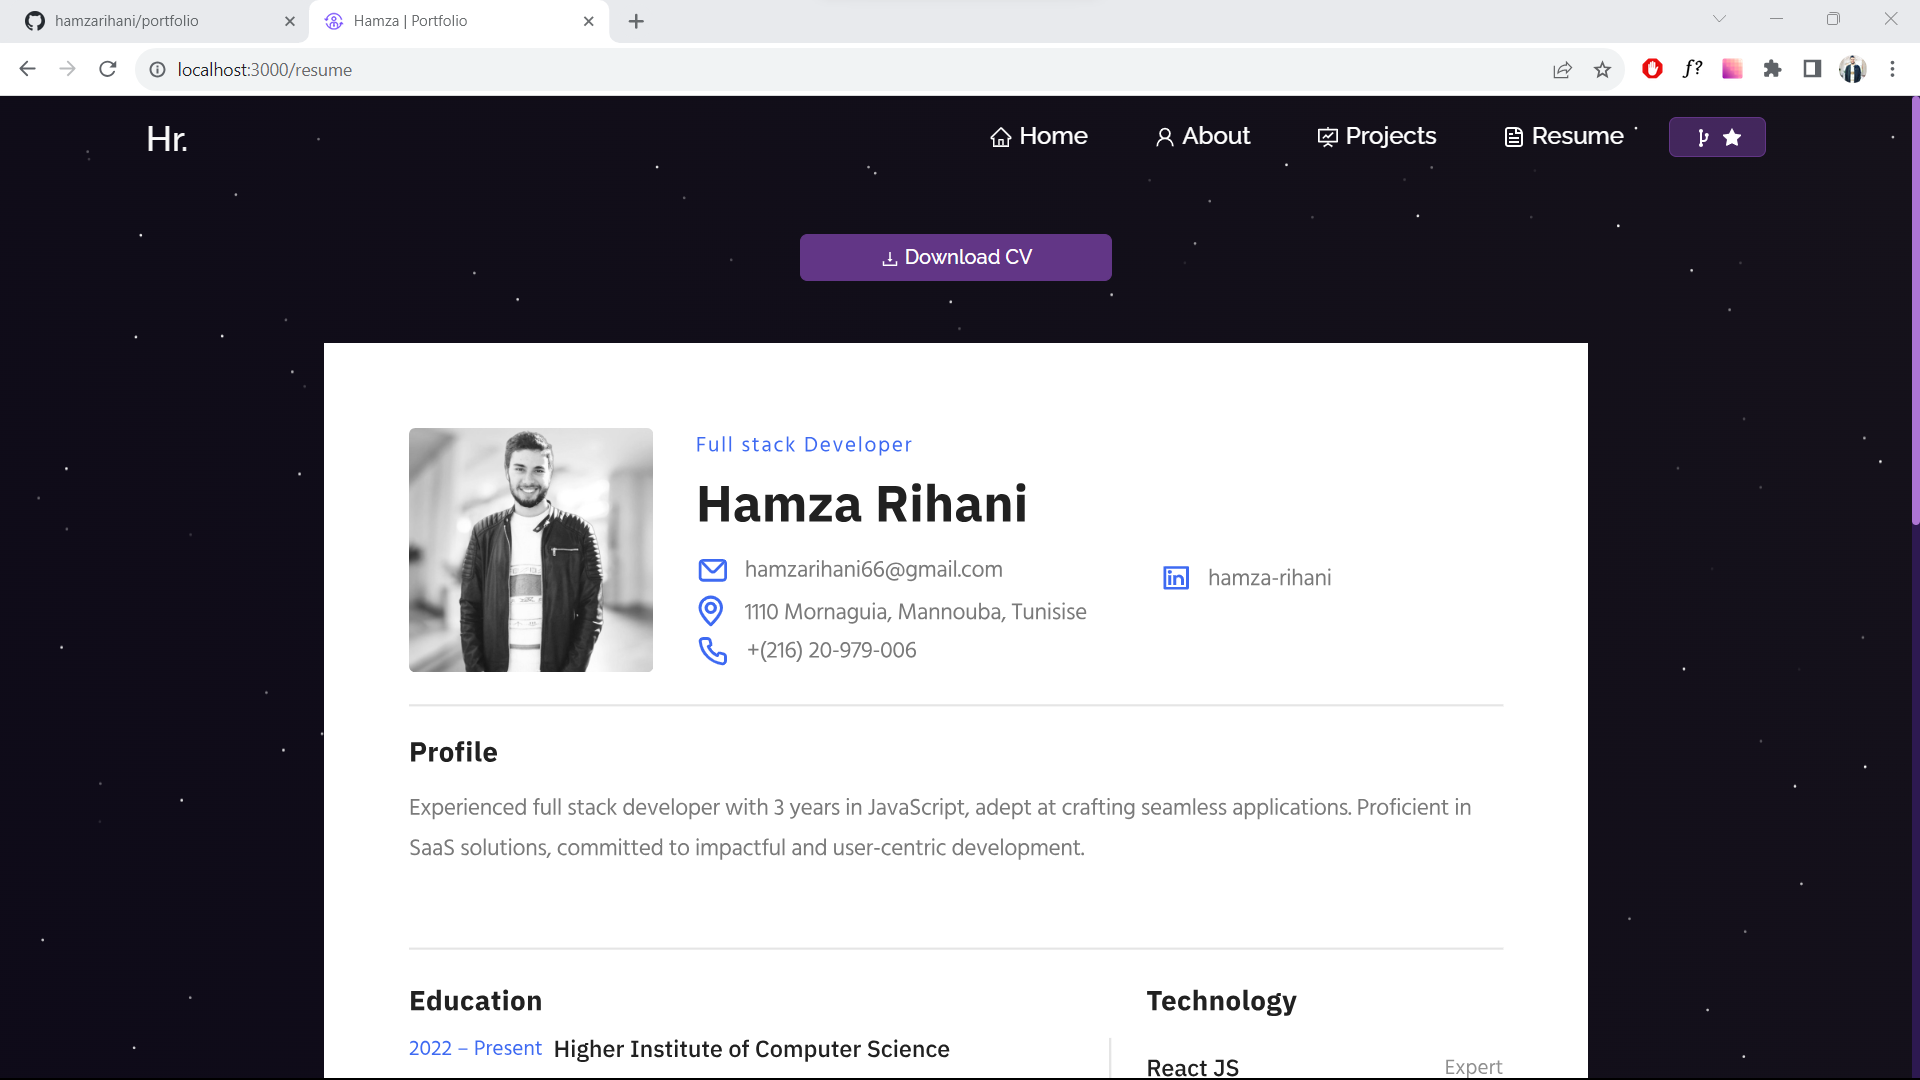 hamzarihani/portfolio
Hamza | Portfolio
localhost:3000/resume
f?
Hr.
Home
About
Projects
Resume
Download CV
Full stack Developer
Hamza Rihani
hamzarihani66@gmail.com
in hamza-rihani
1110 Mornaguia, Mannouba, Tunisise
+(216) 20-979-006
Profile
Experienced full stack developer with 3 years in JavaScript, adept at crafting seamless applications. Proficient in
SaaS solutions, committed to impactful and user-centric development.
Education
2022 – Present Higher Institute of Computer Science
Technology
React JS Expert